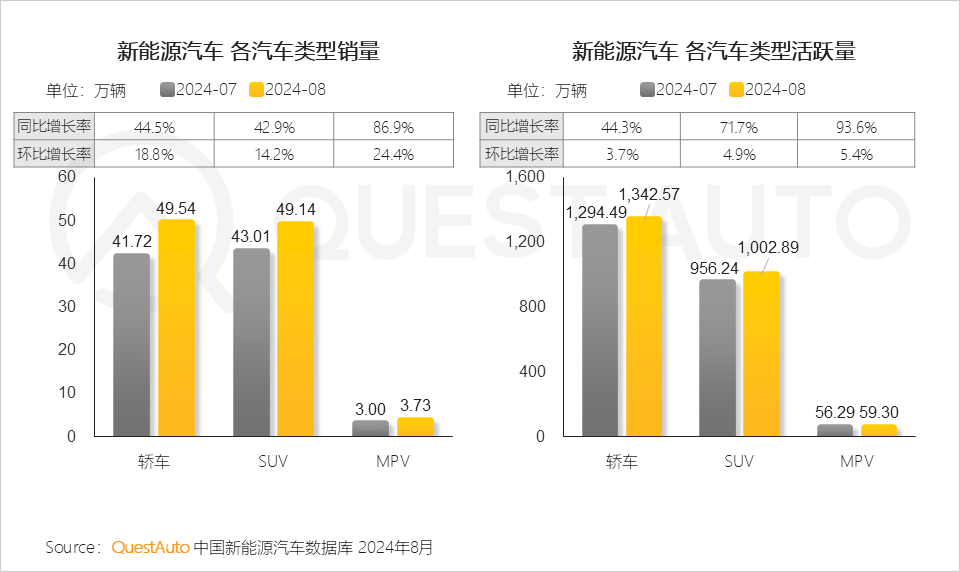 新能源汽车 各汽车类型销量
单位：万辆 2024-07 2024-08
同比增长率 44.5% 42.9% 86.9%
环比增长率 18.8% 14.2% 24.4%
60
50
40
30
20
10
0
49.54 49.14
41.72 43.01
3.00 3.73
轿车 SUV MPV
新能源汽车 各汽车类型活跃量
单位：万辆 2024-07 2024-08
同比增长率 44.3% 71.7% 93.6%
环比增长率 3.7% 4.9% 5.4%
1,600
1,200
800
400
0
1,342.57
1,294.49
1,002.89
956.24
56.29 59.30
轿车 SUV MPV
QUEST AUTO
Source：QuestAuto 中国新能源汽车数据库 2024年8月